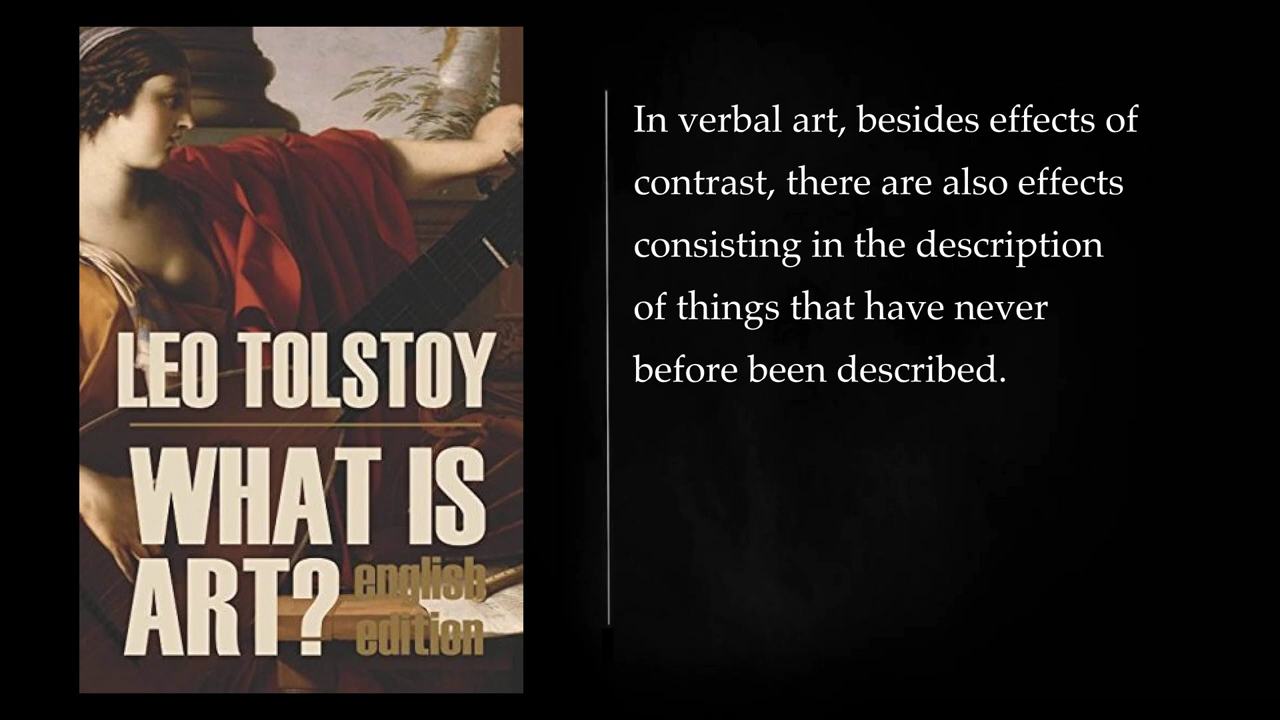 LEO TOLSTOY
WHAT IS
ART?
english
edition
In verbal art, besides effects of
contrast, there are also effects
consisting in the description
of things that have never
before been described.